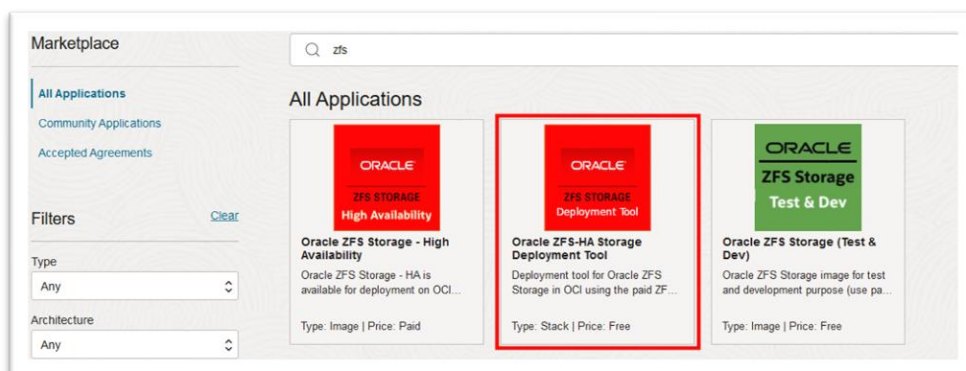 Marketplace
All Applications
Community Applications
Accepted Agreements
Filters
Clear
Type
Any
Architecture
Any
zfs
All Applications
ORACLE
ZFS STORAGE
High Availability
Oracle ZFS Storage - High
Availability
Oracle ZFS Storage - HA is
available for deployment on OCI...
Type: Image | Price: Paid
ORACLE
ZFS STORAGE
Deployment Tool
Oracle ZFS-HA Storage
Deployment Tool
Deployment tool for Oracle ZFS
Storage in OCI using the paid ZF...
Type: Stack | Price: Free
ORACLE
ZFS Storage
Test & Dev
Oracle ZFS Storage (Test &
Dev)
Oracle ZFS Storage image for test
and development purpose (use pa...
Type: Image | Price: Free